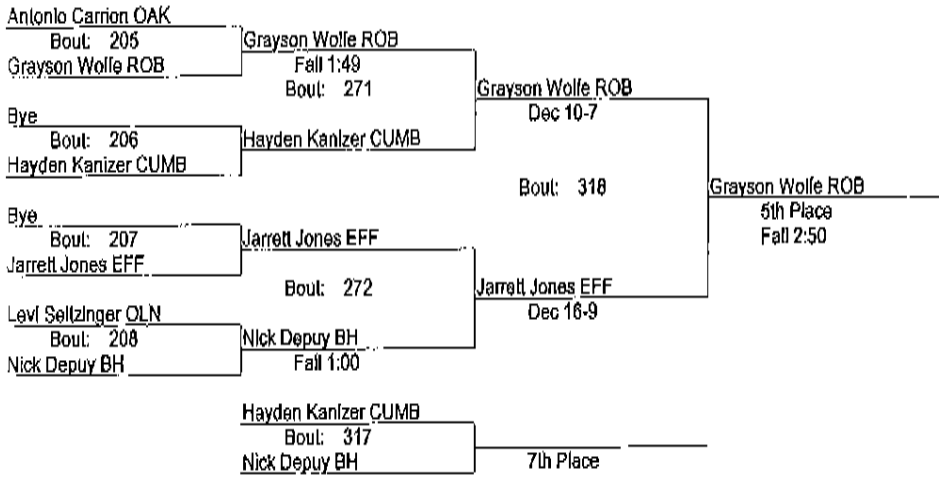 Antonio Carrion OAK
Bout: 205
Grayson Wolfe ROB
Grayson Wolfe ROB
Fall 1:49
Bout: 271
Grayson Wolfe ROB
Dec 10-7
Bye
Bout: 206
Hayden Kanizer CUMB
Hayden Kanizer CUMB
Bout: 318
Grayson Wolfe ROB
5th Place
Fall 2:50
Bye
Bout: 207
Jarrett Jones EFF
Jarrett Jones EFF
Bout: 272
Jarrett Jones EFF
Dec 16-9
Levi Seitzinger OLN
Bout: 208
Nick Depuy BH
Nick Depuy BH
Fall 1:00
Hayden Kanizer CUMB
Bout: 317
Nick Depuy BH
7th Place